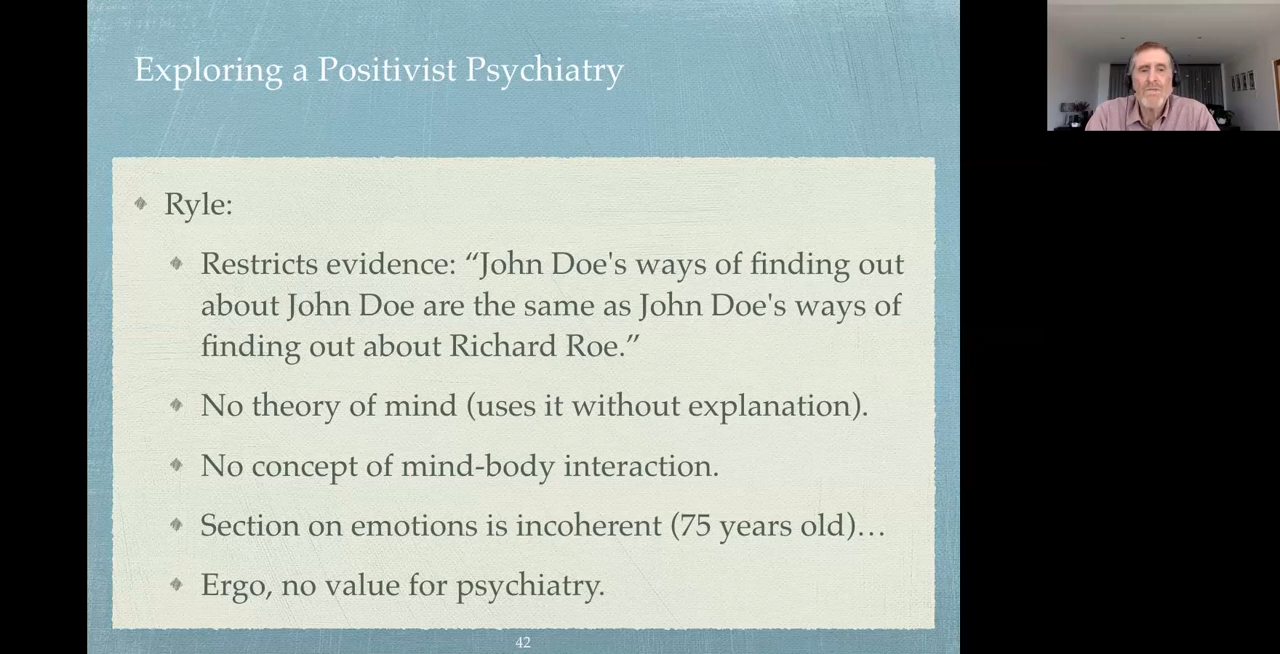 Exploring a Positivist Psychiatry
Ryle:
Restricts evidence: “John Doe's ways of finding out
about John Doe are the same as John Doe's ways of
finding out about Richard Roe.”
No theory of mind (uses it without explanation).
No concept of mind-body interaction.
Section on emotions is incoherent (75 years old)…
Ergo, no value for psychiatry.
42